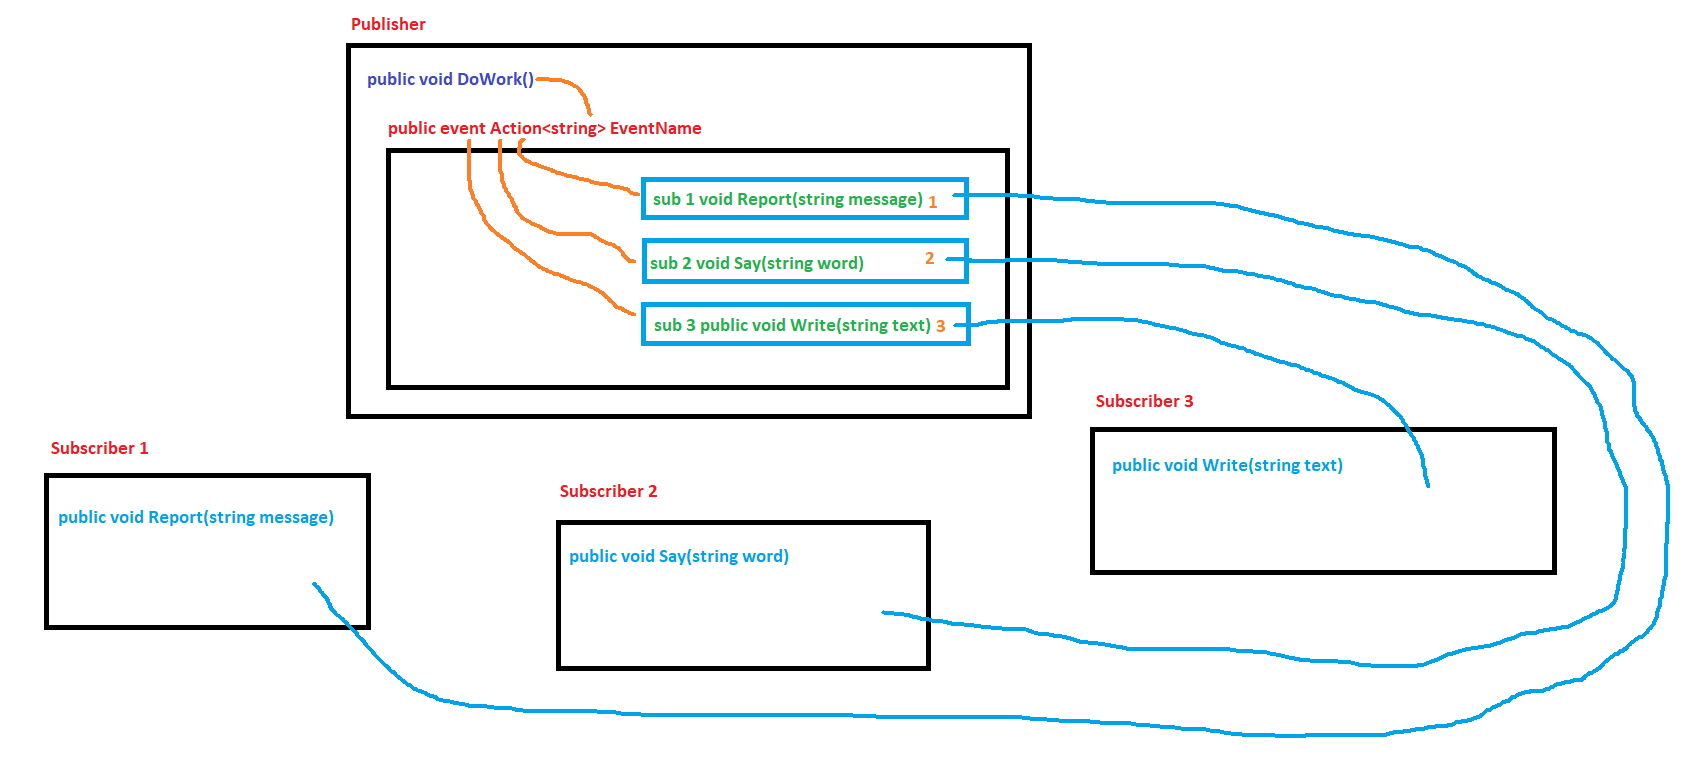 Publisher
public void DoWork()
public event Action<string> EventName
sub 1 void Report(string message) 1
sub 2 void Say(string word) 2
sub 3 public void Write(string text) 3
Subscriber 3
public void Write(string text)
Subscriber 1
public void Report(string message)
Subscriber 2
public void Say(string word)